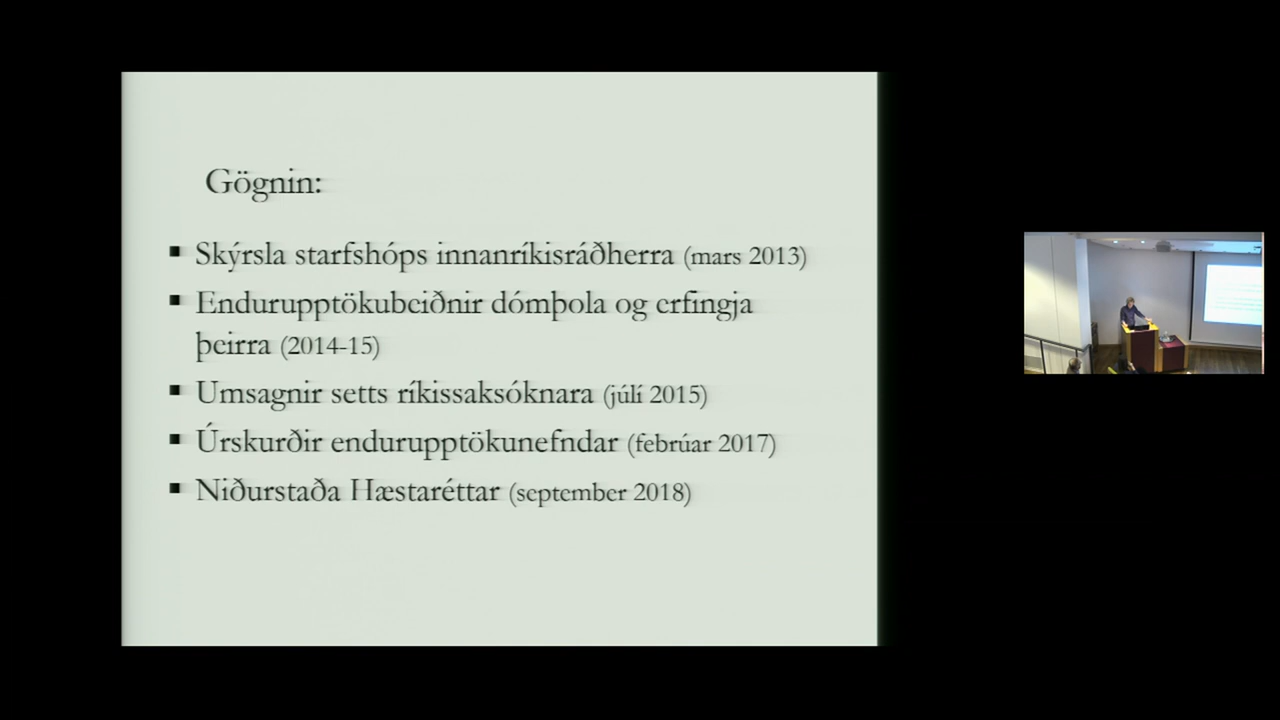 Gögnin:
Skýrsla starfshóps innanríkisráðherra (mars 2013)
Endurupptökubeiðnir dómþola og erfingja
þeirra (2014-15)
Umsagnir setts ríkissaksóknara (júlí 2015)
Úrskurðir endurupptökunefndar (febrúar 2017)
Niðurstaða Hæstaréttar (september 2018)